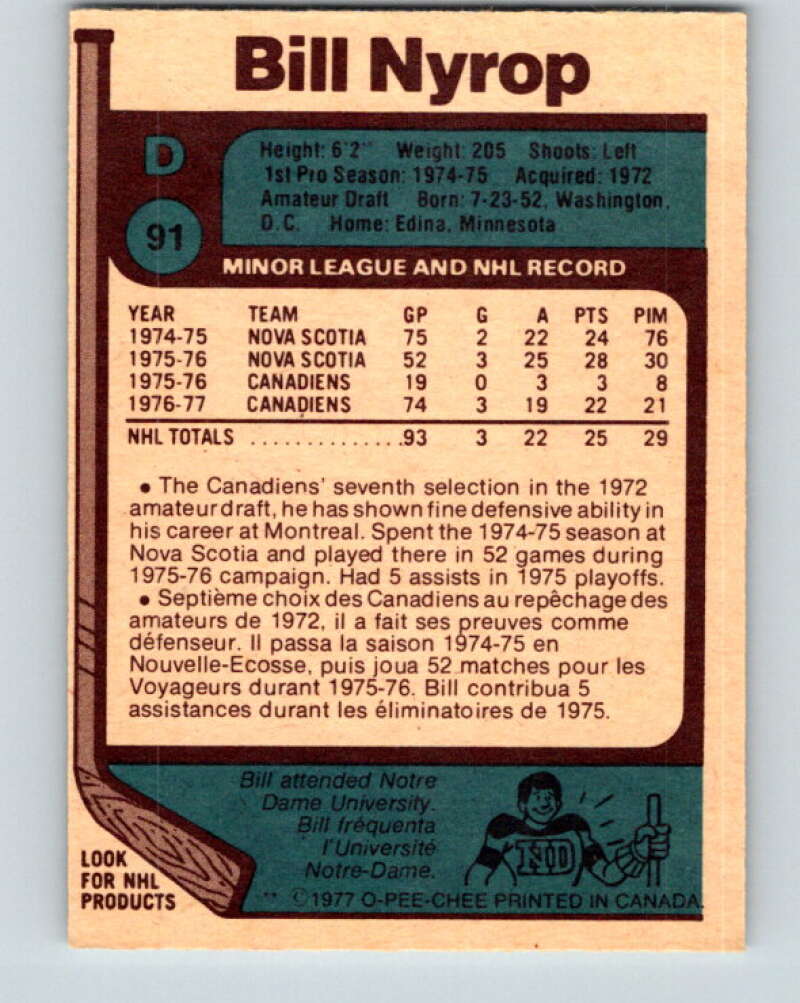 Bill Nyrop
D
91
Height: 6'2" Weight: 205 Shoots: Left
1st Pro Season: 1974-75 Acquired: 1972
Amateur Draft Born: 7-23-52, Washington,
D.C. Home: Edina, Minnesota
MINOR LEAGUE AND NHL RECORD
YEAR TEAM GP G A PTS PIM
1974-75 NOVA SCOTIA 75 2 22 24 76
1975-76 NOVA SCOTIA 52 3 25 28 30
1975-76 CANADIENS 19 0 3 3 8
1976-77 CANADIENS 74 3 19 22 21
NHL TOTALS ...............93 3 22 25 29
• The Canadiens' seventh selection in the 1972
amateur draft, he has shown fine defensive ability in
his career at Montreal. Spent the 1974-75 season at
Nova Scotia and played there in 52 games during
1975-76 campaign. Had 5 assists in 1975 playoffs.
• Septième choix des Canadiens au repêchage des
amateurs de 1972, il a fait ses preuves comme
défenseur. Il passa la saison 1974-75 en
Nouvelle-Ecosse, puis joua 52 matches pour les
Voyageurs durant 1975-76. Bill contribua 5
assistances durant les éliminatoires de 1975.
Bill attended Notre
Dame University.
Bill fréquenta
l'Université
Notre-Dame.
ND
LOOK
FOR NHL
PRODUCTS
** ©1977 O-PEE-CHEE PRINTED IN CANADA.